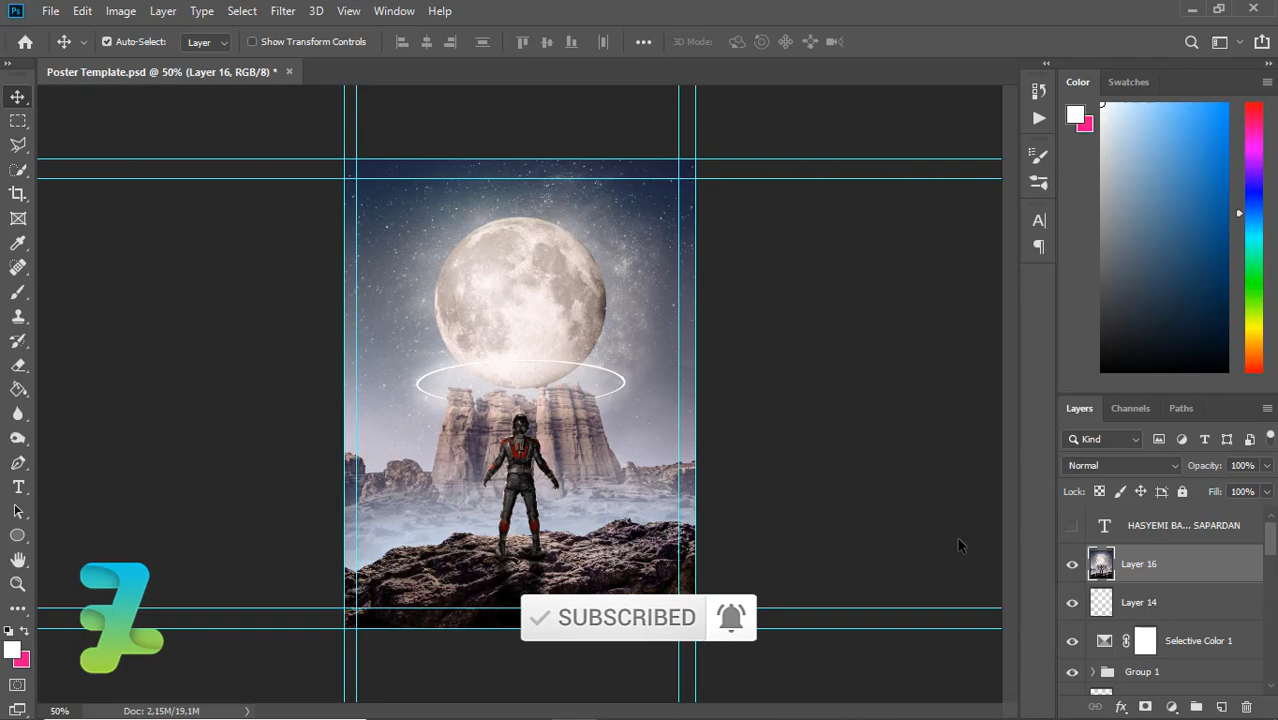 Ps File Edit Image Layer Type Select Filter 3D View Window Help
Auto-Select: Layer Show Transform Controls 3D Mode:
Poster Template.psd @ 50% (Layer 16, RGB/8) *
Color Swatches
Layers Channels Paths
Kind
Normal Opacity: 100%
Lock: Fill: 100%
HASYEMI BA... SAPARDAN
Layer 16
Layer 14
Selective Color 1
Group 1
SUBSCRIBED
50% Doc: 2,15M/19,1M